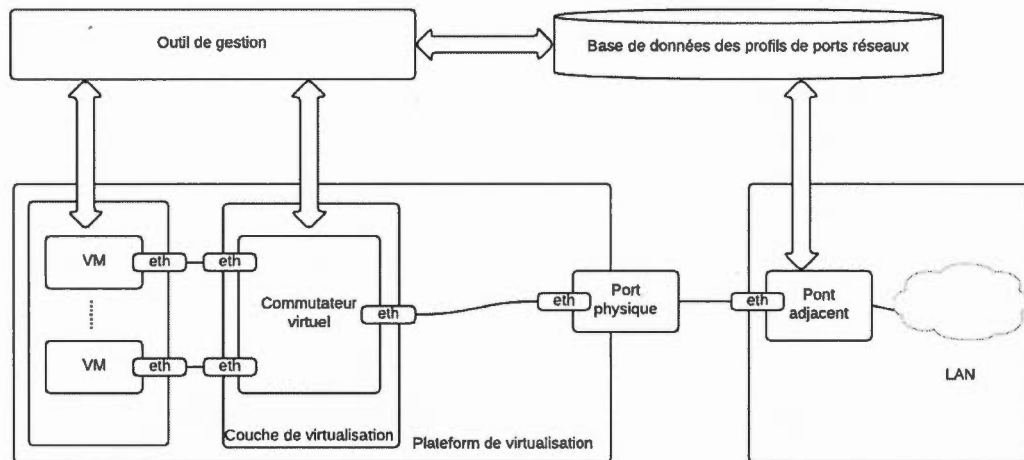 Outil de gestion
Base de données des profils de ports réseaux
VM
eth
eth
Commutateur
virtuel
eth
eth
Port
physique
eth
Pont
adjacent
VM
eth
eth
LAN
Couche de virtualisation
Plateform de virtualisation